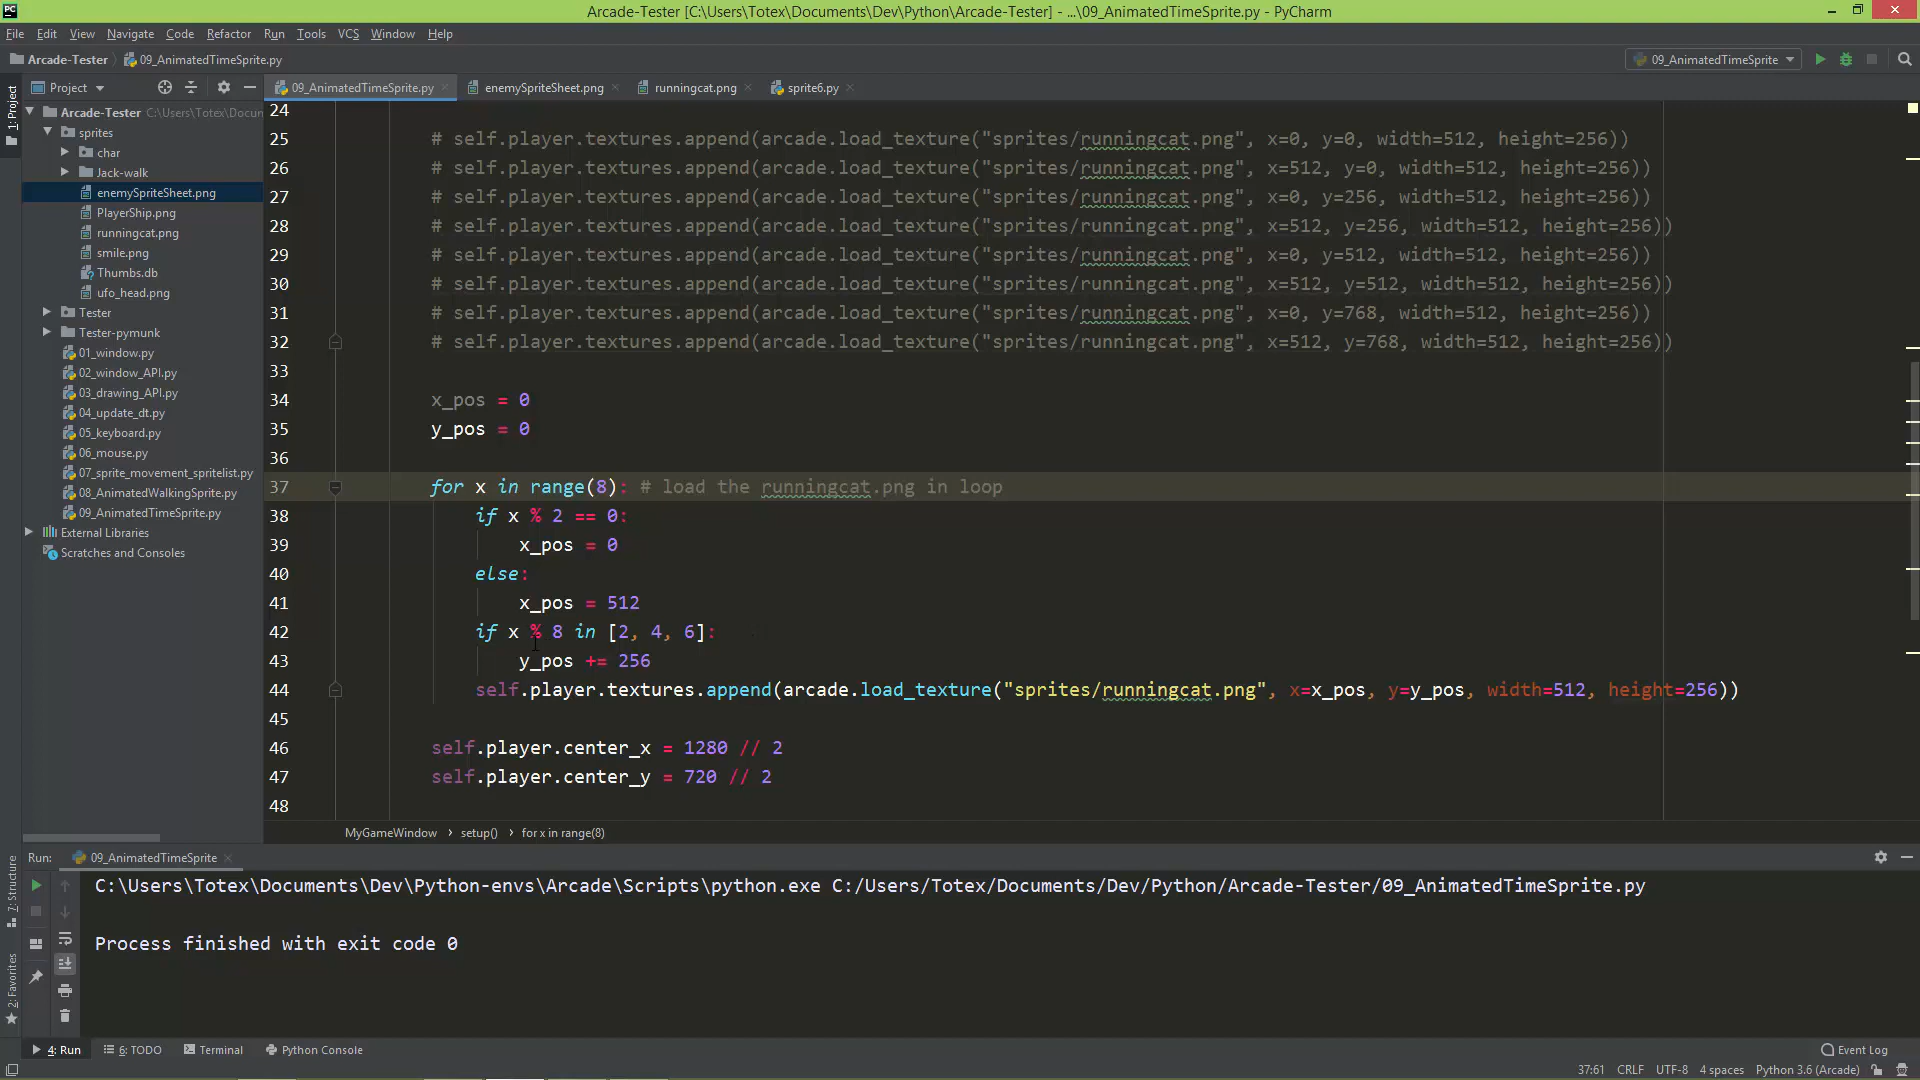 PC
Arcade-Tester [C:\Users\Totex\Documents\Dev\Python\Arcade-Tester] - ...\09_AnimatedTimeSprite.py - PyCharm
File Edit View Navigate Code Refactor Run Tools VCS Window Help
Arcade-Tester 09_AnimatedTimeSprite.py
09_AnimatedTimeSprite
Project
09_AnimatedTimeSprite.py enemySpriteSheet.png runningcat.png sprite6.py
1: Project
Arcade-Tester C:\Users\Totex\Docum
sprites
char
Jack-walk
enemySpriteSheet.png
PlayerShip.png
runningcat.png
smile.png
Thumbs.db
ufo_head.png
Tester
Tester-pymunk
01_window.py
02_window_API.py
03_drawing_API.py
04_update_dt.py
05_keyboard.py
06_mouse.py
07_sprite_movement_spritelist.py
08_AnimatedWalkingSprite.py
09_AnimatedTimeSprite.py
External Libraries
Scratches and Consoles
24
25 # self.player.textures.append(arcade.load_texture("sprites/runningcat.png", x=0, y=0, width=512, height=256))
26 # self.player.textures.append(arcade.load_texture("sprites/runningcat.png", x=512, y=0, width=512, height=256))
27 # self.player.textures.append(arcade.load_texture("sprites/runningcat.png", x=0, y=256, width=512, height=256))
28 # self.player.textures.append(arcade.load_texture("sprites/runningcat.png", x=512, y=256, width=512, height=256))
29 # self.player.textures.append(arcade.load_texture("sprites/runningcat.png", x=0, y=512, width=512, height=256))
30 # self.player.textures.append(arcade.load_texture("sprites/runningcat.png", x=512, y=512, width=512, height=256))
31 # self.player.textures.append(arcade.load_texture("sprites/runningcat.png", x=0, y=768, width=512, height=256))
32 # self.player.textures.append(arcade.load_texture("sprites/runningcat.png", x=512, y=768, width=512, height=256))
33
34 x_pos = 0
35 y_pos = 0
36
37 for x in range(8): # load the runningcat.png in loop
38 if x % 2 == 0:
39 x_pos = 0
40 else:
41 x_pos = 512
42 if x % 8 in [2, 4, 6]:
43 y_pos += 256
44 self.player.textures.append(arcade.load_texture("sprites/runningcat.png", x=x_pos, y=y_pos, width=512, height=256))
45
46 self.player.center_x = 1280 // 2
47 self.player.center_y = 720 // 2
48
MyGameWindow setup() for x in range(8)
Run: 09_AnimatedTimeSprite
7: Structure
2: Favorites
C:\Users\Totex\Documents\Dev\Python-envs\Arcade\Scripts\python.exe C:/Users/Totex/Documents/Dev/Python/Arcade-Tester/09_AnimatedTimeSprite.py
Process finished with exit code 0
4: Run 6: TODO Terminal Python Console Event Log
37:61 CRLF UTF-8 4 spaces Python 3.6 (Arcade)